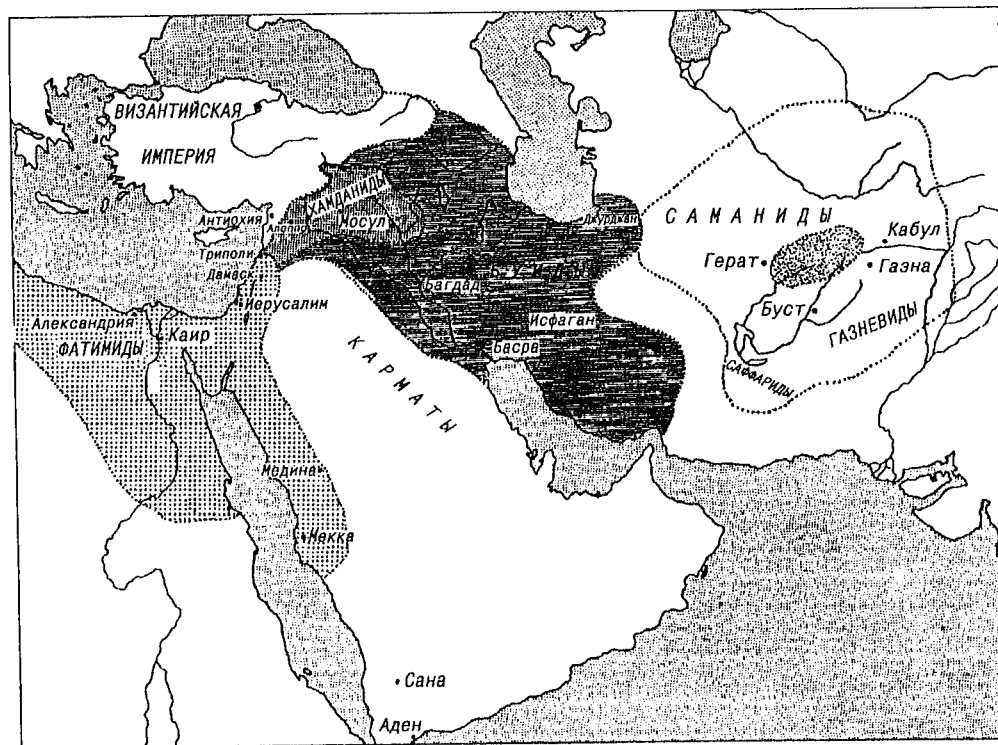 ВИЗАНТИЙСКАЯ
ИМПЕРИЯ
ХАМДАНИДЫ
Мосул
Джурджан
САМАНИДЫ
Кабул
Герат
Газна
Антиохия
Алеппо
Триполи
Дамаск
БУИДЫ
Багдад
Буст
ГАЗНЕВИДЫ
Иерусалим
Исфаган
Александрия
Каир
ФАТИМИДЫ
КАРМАТЫ
Басра
САФФАРИДЫ
Медина
Мекка
Сана
Аден